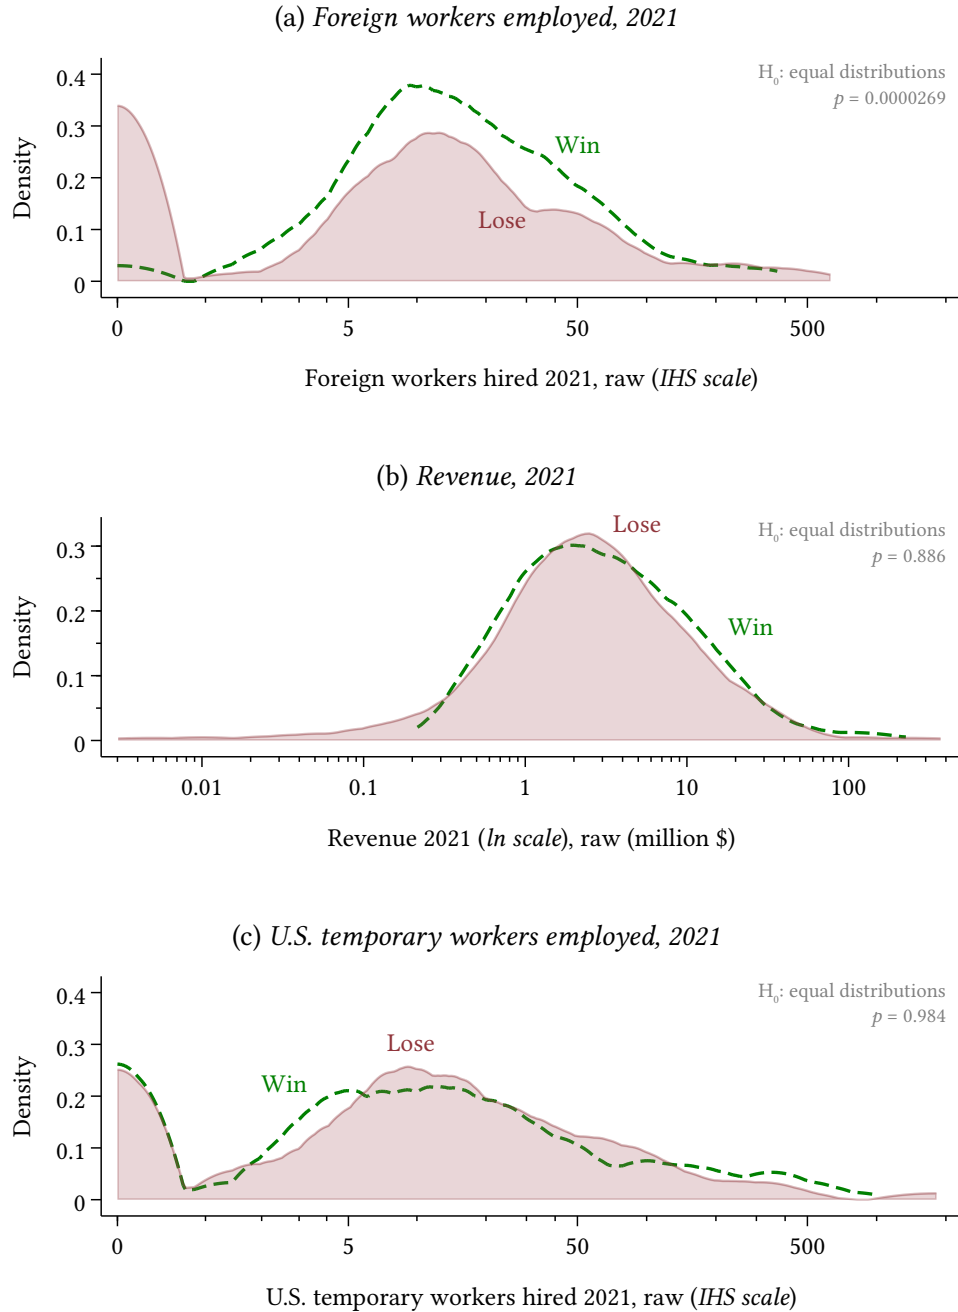 (a) Foreign workers employed, 2021
H0: equal distributions
p = 0.0000269
0.4
0.3
0.2
0.1
0
Density
Win
Lose
0 5 50 500
Foreign workers hired 2021, raw (IHS scale)
(b) Revenue, 2021
H0: equal distributions
p = 0.886
0.3
0.2
0.1
0
Density
Lose
Win
0.01 0.1 1 10 100
Revenue 2021 (ln scale), raw (million $)
(c) U.S. temporary workers employed, 2021
H0: equal distributions
p = 0.984
0.4
0.3
0.2
0.1
0
Density
Lose
Win
0 5 50 500
U.S. temporary workers hired 2021, raw (IHS scale)